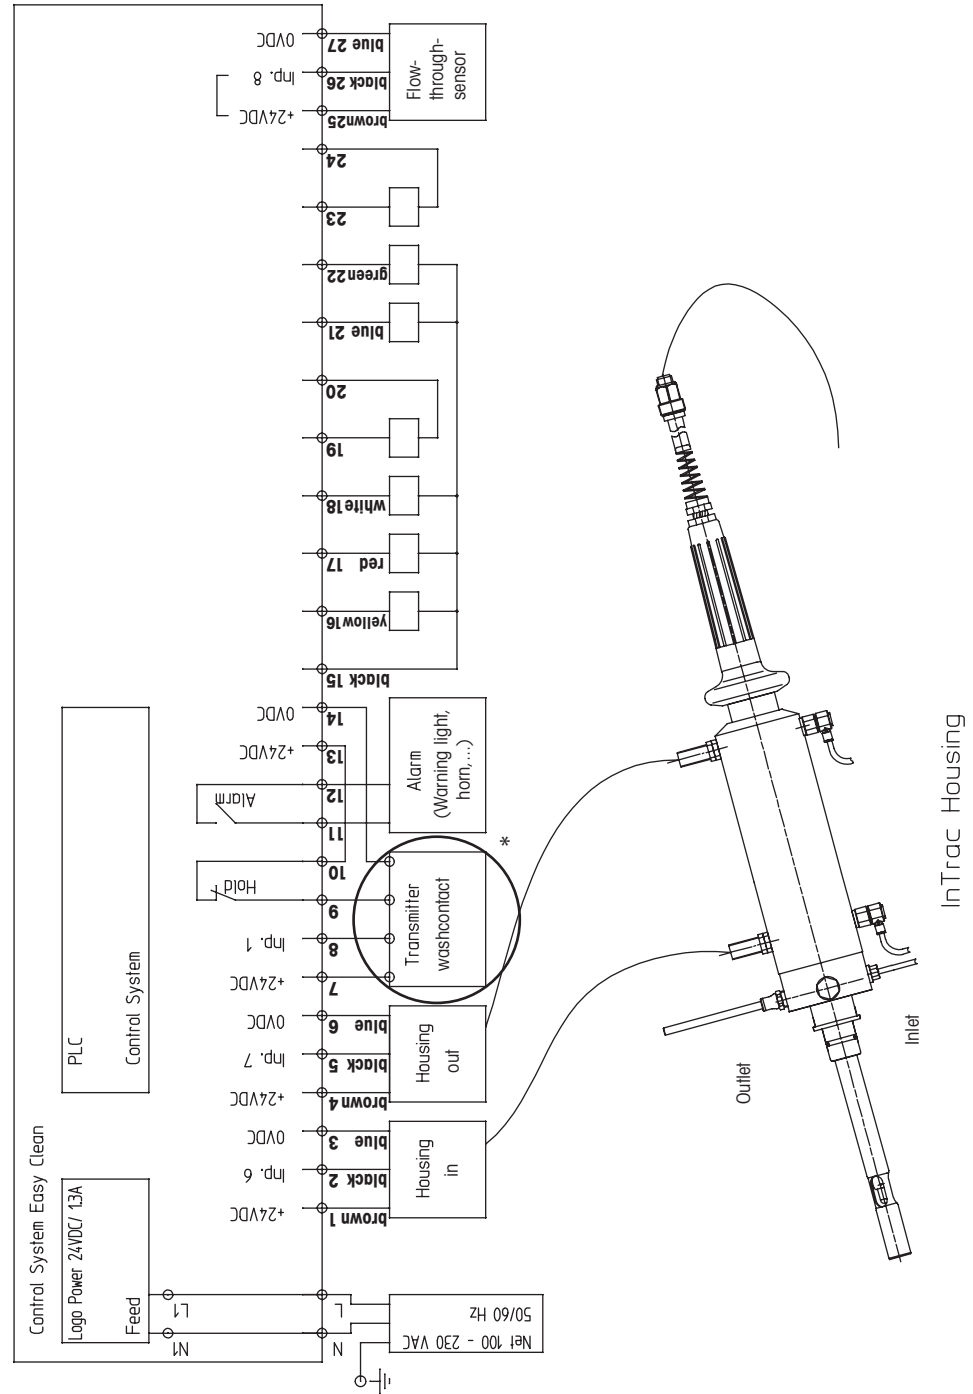 Control System Easy Clean
Logo Power 24VDC/ 1.3A
Feed
PLC
Control System
L1
N1
L
N
Net 100 - 230 VAC
50/60 Hz
+24VDC
brown 1
Inp. 6
black 2
0VDC
blue 3
Housing
in
+24VDC
brown 4
Inp. 7
black 5
0VDC
blue 6
Housing
out
+24VDC
7
Inp. 1
8
9
Hold
10
Transmitter
washcontact
*
11
Alarm
12
+24VDC
13
0VDC
14
Alarm
(Warning light,
horn,...)
black 15
yellow16
red 17
white18
19
20
blue 21
green22
23
24
+24VDC
brown25
Inp. 8
black 26
0VDC
blue 27
Flow-
through-
sensor
Outlet
Inlet
InTrac Housing